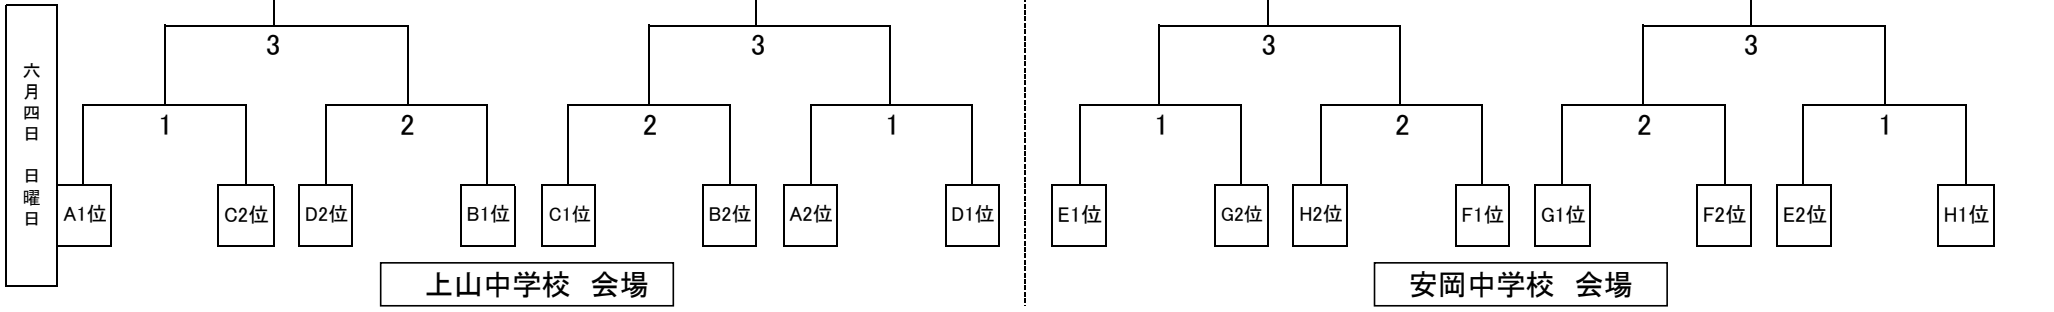 六月四日　日曜日
3
3
3
3
1
2
2
1
1
2
2
1
A1位
C2位
D2位
B1位
C1位
B2位
A2位
D1位
E1位
G2位
H2位
F1位
G1位
F2位
E2位
H1位
上山中学校　会場
安岡中学校　会場